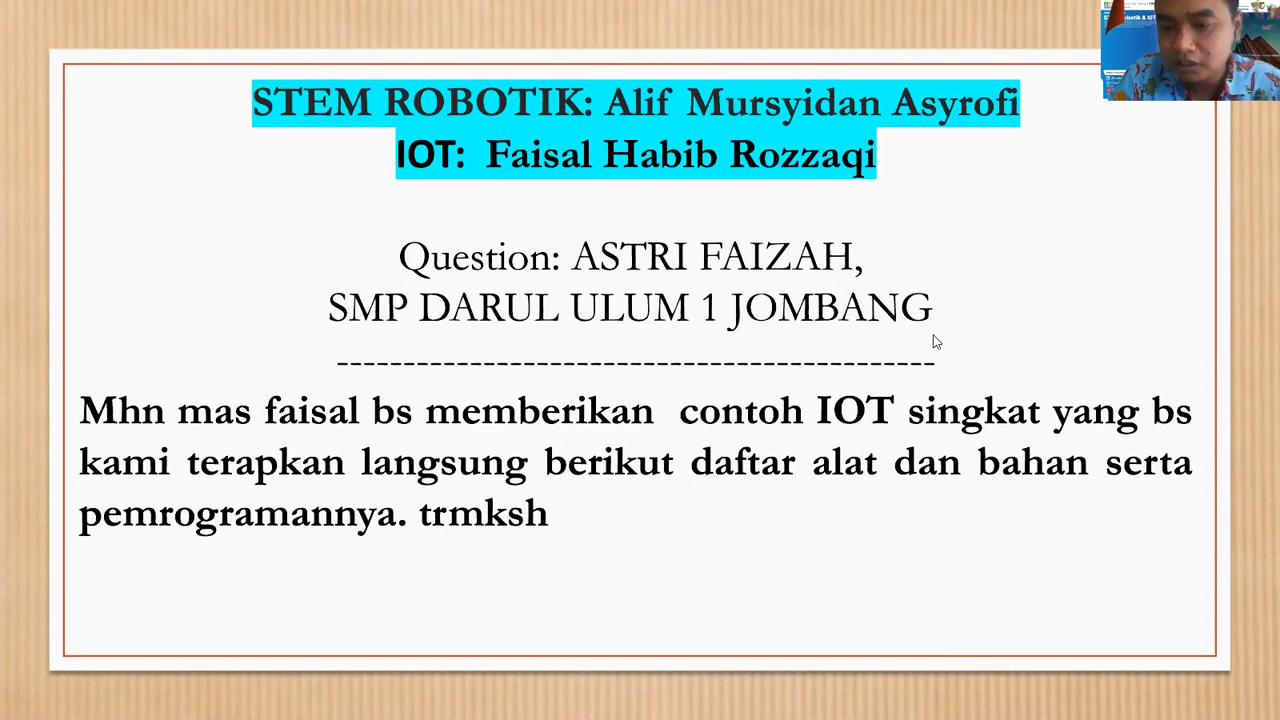 STEM ROBOTIK: Alif Mursyidan Asyrofi
IOT: Faisal Habib Rozzaqi
Question: ASTRI FAIZAH,
SMP DARUL ULUM 1 JOMBANG
---------------------------------------------
Mhn mas faisal bs memberikan contoh IOT singkat yang bs
kami terapkan langsung berikut daftar alat dan bahan serta
pemrogramannya. trmksh